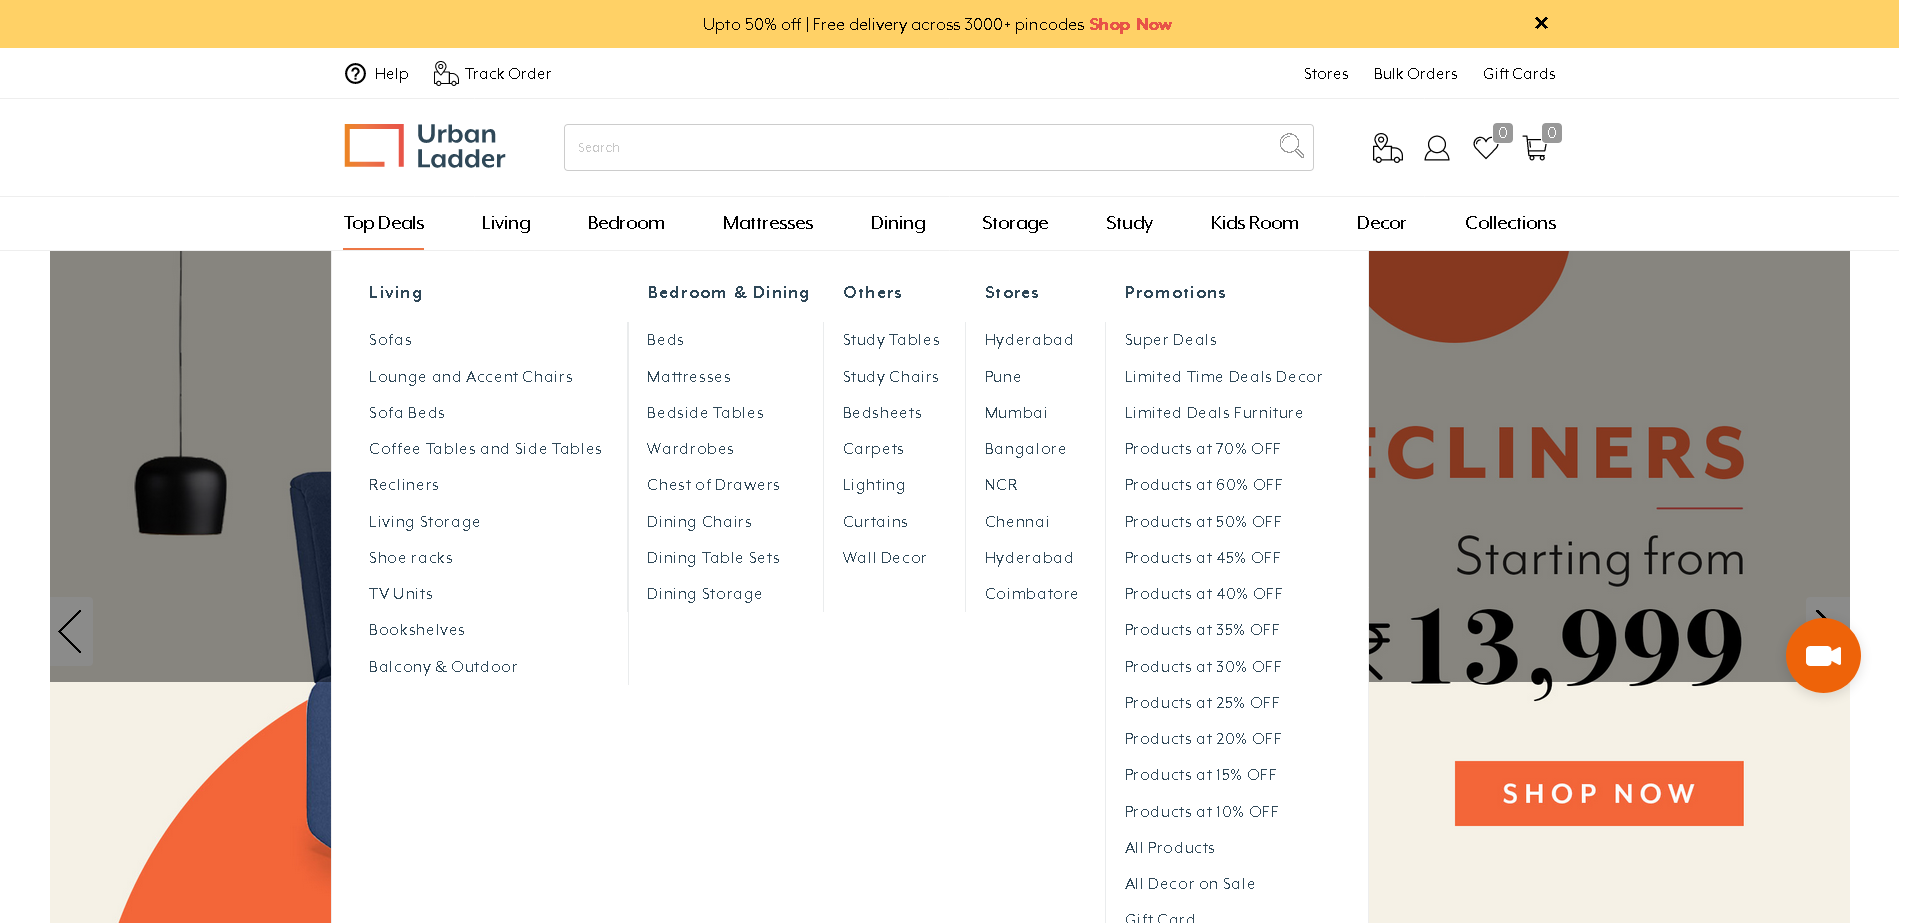 Upto 50% off | Free delivery across 3000+ pincodes Shop Now
Help
Track Order
Stores
Bulk Orders
Gift Cards
Urban
Ladder
Search
0
0
Top Deals
Living
Bedroom
Mattresses
Dining
Storage
Study
Kids Room
Decor
Collections
Living
Sofas
Lounge and Accent Chairs
Sofa Beds
Coffee Tables and Side Tables
Recliners
Living Storage
Shoe racks
TV Units
Bookshelves
Balcony & Outdoor
Bedroom & Dining
Beds
Mattresses
Bedside Tables
Wardrobes
Chest of Drawers
Dining Chairs
Dining Table Sets
Dining Storage
Others
Study Tables
Study Chairs
Bedsheets
Carpets
Lighting
Curtains
Wall Decor
Stores
Hyderabad
Pune
Mumbai
Bangalore
NCR
Chennai
Hyderabad
Coimbatore
Promotions
Super Deals
Limited Time Deals Decor
Limited Deals Furniture
Products at 70% OFF
Products at 60% OFF
Products at 50% OFF
Products at 45% OFF
Products at 40% OFF
Products at 35% OFF
Products at 30% OFF
Products at 25% OFF
Products at 20% OFF
Products at 15% OFF
Products at 10% OFF
All Products
All Decor on Sale
Gift Card
ECLINERS
Starting from
₹13,999
SHOP NOW